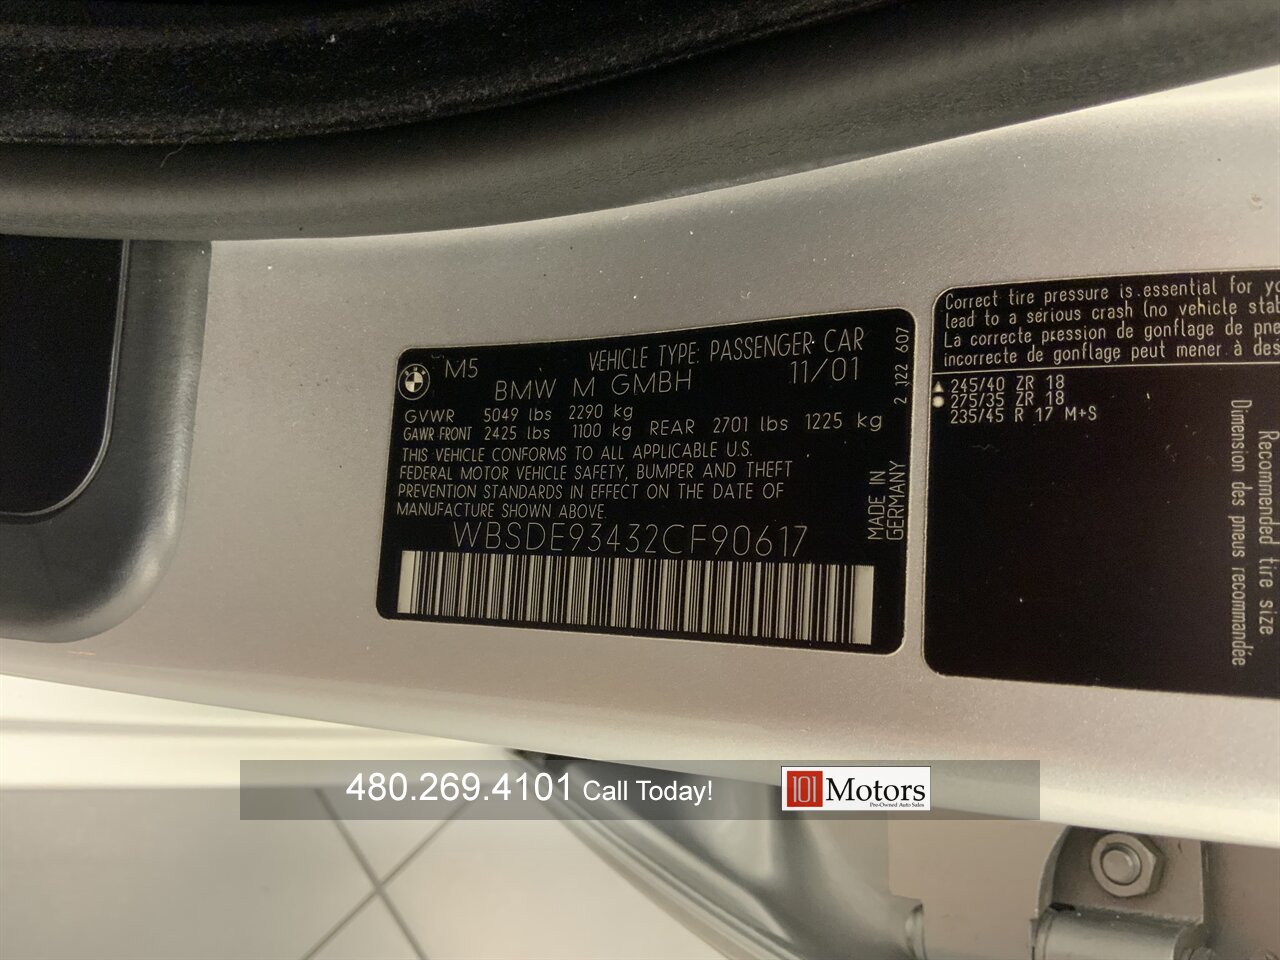 M5 VEHICLE TYPE: PASSENGER CAR
BMW M GMBH 11/01
GVWR 5049 lbs 2290 kg
GAWR FRONT 2425 lbs 1100 kg REAR 2701 lbs 1225 kg
THIS VEHICLE CONFORMS TO ALL APPLICABLE U.S.
FEDERAL MOTOR VEHICLE SAFETY, BUMPER AND THEFT
PREVENTION STANDARDS IN EFFECT ON THE DATE OF
MANUFACTURE SHOWN ABOVE.
WBSDE93432CF90617
MADE IN
GERMANY
2 122 607
Correct tire pressure is essential for
lead to a serious crash (no vehicle
La correcte pression de gonflage de
incorrecte de gonflage peut mener à
245/40 ZR 18
275/35 ZR 18
235/45 R 17 M+S
Recommended tire size
Dimension des pneus recommandée
480.269.4101 Call Today!
101 Motors
Pre-Owned Auto Sales